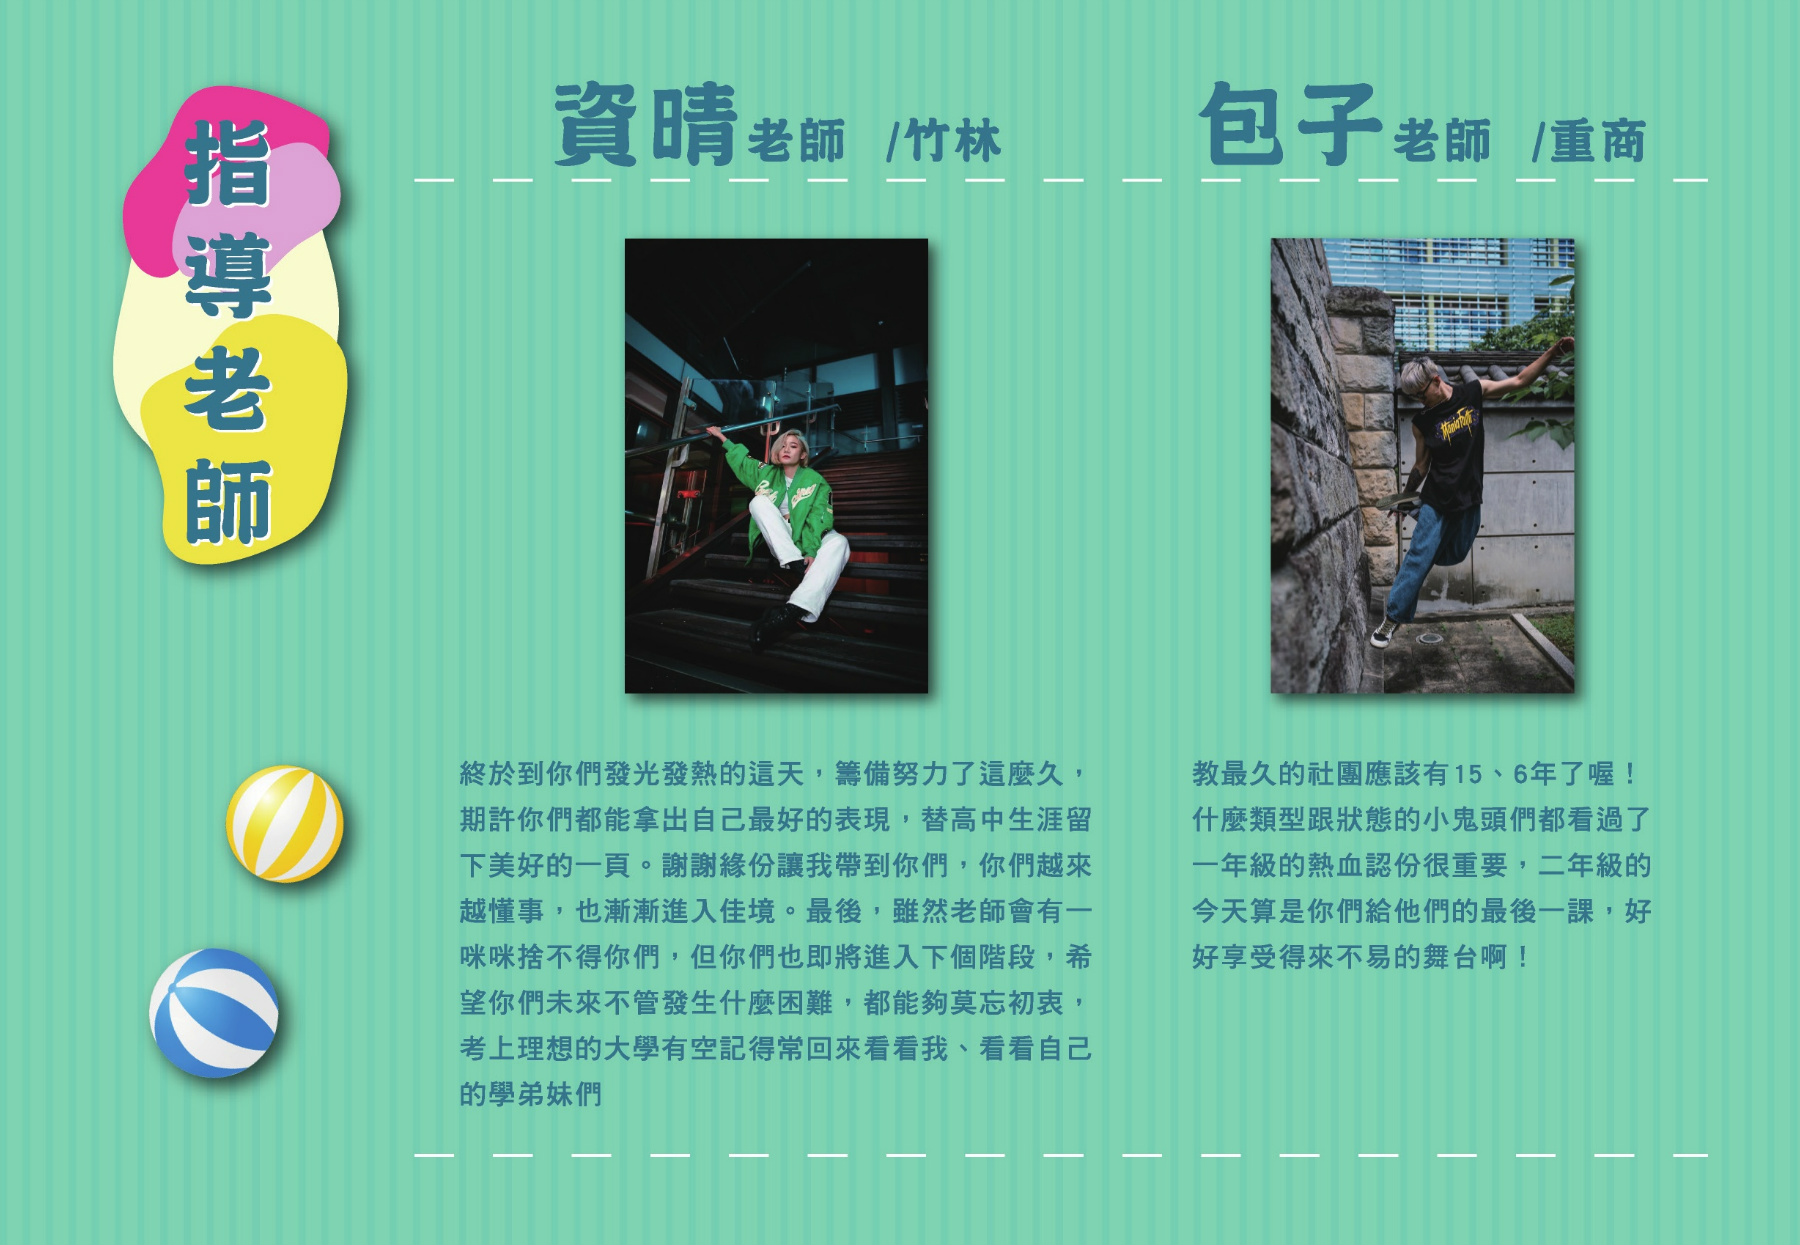 指導老師
資晴老師 /竹林
終於到你們發光發熱的這天，籌備努力了這麼久，
期許你們都能拿出自己最好的表現，替高中生涯留
下美好的一頁。謝謝緣份讓我帶到你們，你們越來
越懂事，也漸漸進入佳境。最後，雖然老師會有一
咪咪捨不得你們，但你們也即將進入下個階段，希
望你們未來不管發生什麼困難，都能夠莫忘初衷，
考上理想的大學有空記得常回來看看我、看看自己
的學弟妹們
包子老師 /重商
教最久的社團應該有15、6年了喔！
什麼類型跟狀態的小鬼頭們都看過了
一年級的熱血認份很重要，二年級的
今天算是你們給他們的最後一課，好
好享受得來不易的舞台啊！